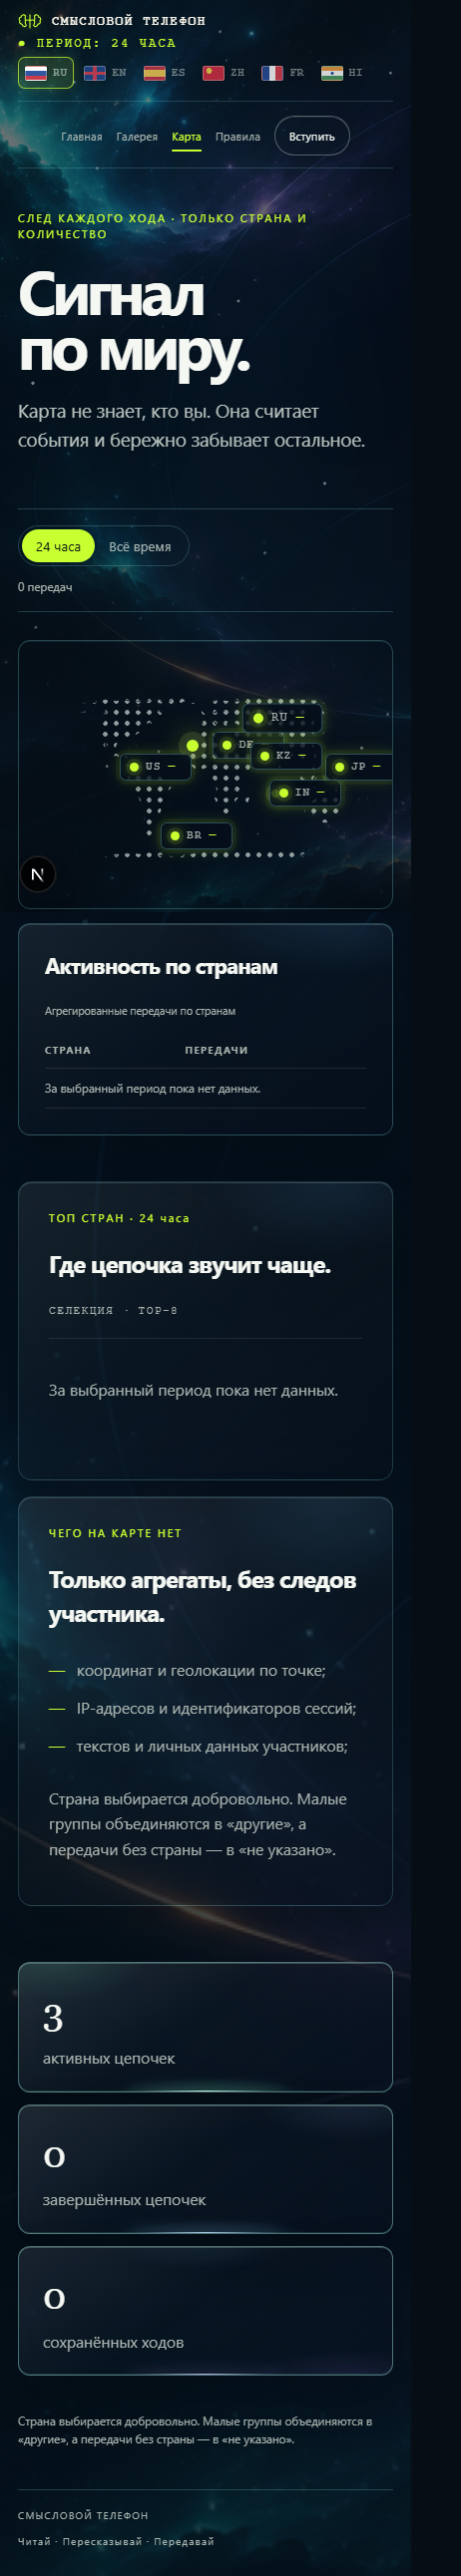 СМЫСЛОВОЙ ТЕЛЕФОН
ПЕРИОД: 24 ЧАСА
RU EN ES ZH FR HI
Главная Галерея Карта Правила Вступить
СЛЕД КАЖДОГО ХОДА · ТОЛЬКО СТРАНА И
КОЛИЧЕСТВО
Сигнал
по миру.
Карта не знает, кто вы. Она считает
события и бережно забывает остальное.
24 часа Всё время
0 передач
RU —
DE
KZ —
US —
JP —
IN —
BR —
N
Активность по странам
Агрегированные передачи по странам
СТРАНА ПЕРЕДАЧИ
За выбранный период пока нет данных.
ТОП СТРАН · 24 часа
Где цепочка звучит чаще.
СЕЛЕКЦИЯ · TOP-8
За выбранный период пока нет данных.
ЧЕГО НА КАРТЕ НЕТ
Только агрегаты, без следов
участника.
— координат и геолокации по точке;
— IP-адресов и идентификаторов сессий;
— текстов и личных данных участников;
Страна выбирается добровольно. Малые
группы объединяются в «другие», а
передачи без страны — в «не указано».
3
активных цепочек
0
завершённых цепочек
0
сохранённых ходов
Страна выбирается добровольно. Малые группы объединяются в
«другие», а передачи без страны — в «не указано».
СМЫСЛОВОЙ ТЕЛЕФОН
Читай · Пересказывай · Передавай